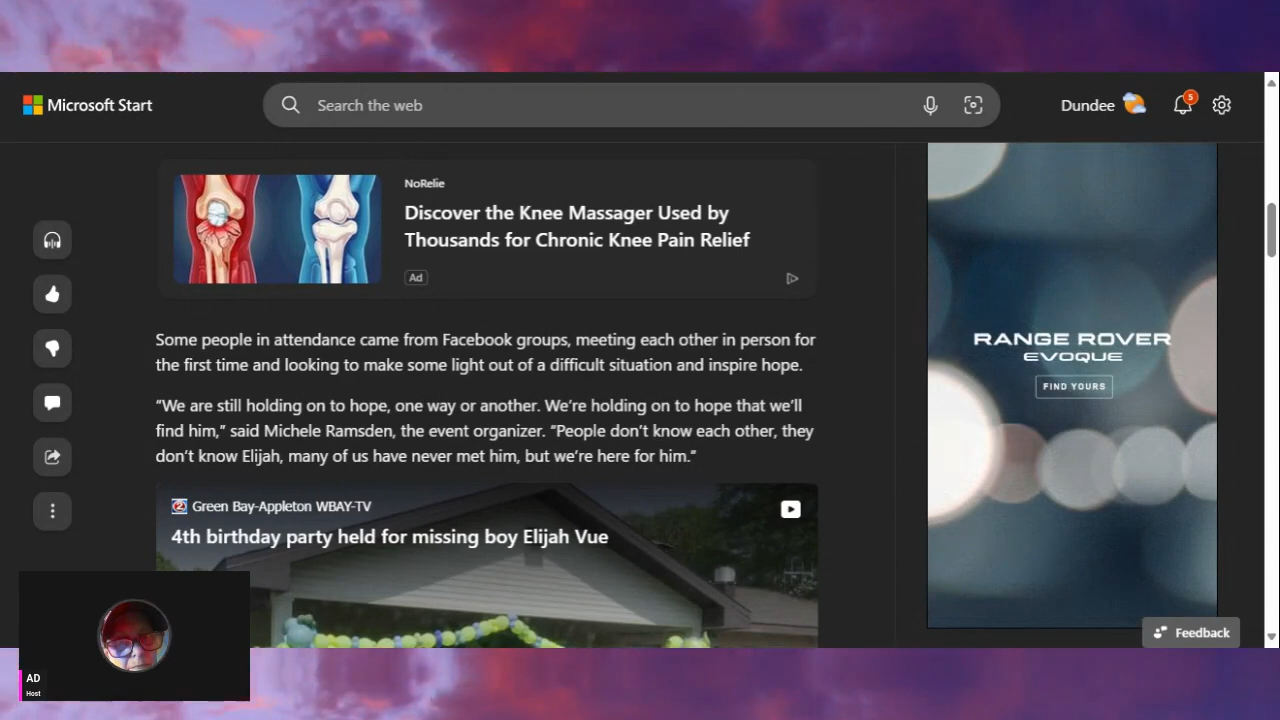 Microsoft Start
Search the web
Dundee
5
NoRelie
Discover the Knee Massager Used by
Thousands for Chronic Knee Pain Relief
Ad
Some people in attendance came from Facebook groups, meeting each other in person for
the first time and looking to make some light out of a difficult situation and inspire hope.
“We are still holding on to hope, one way or another. We’re holding on to hope that we’ll
find him,” said Michele Ramsden, the event organizer. “People don’t know each other, they
don’t know Elijah, many of us have never met him, but we’re here for him.”
2 Green Bay-Appleton WBAY-TV
4th birthday party held for missing boy Elijah Vue
RANGE ROVER
EVOQUE
FIND YOURS
Feedback
AD
Host